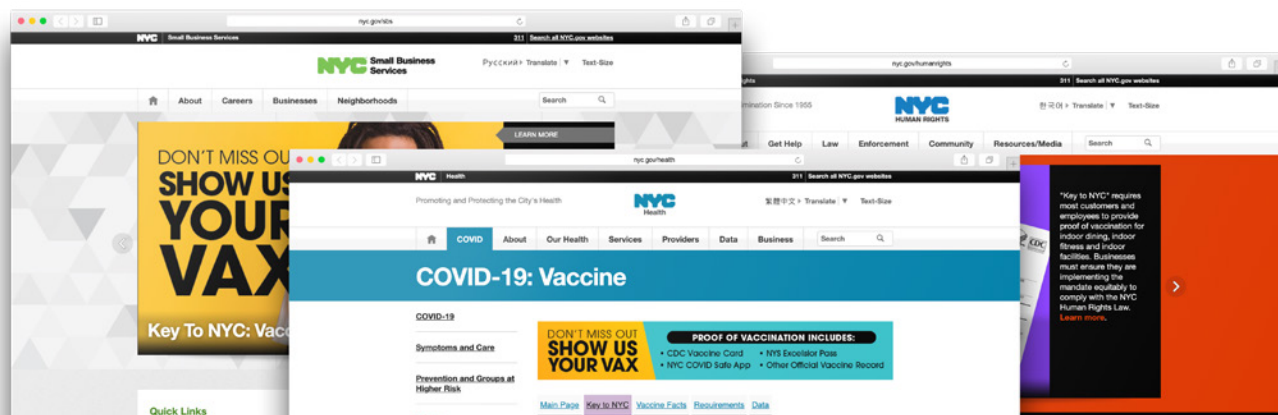 nyc.gov/sbs
NYC Small Business Services
311 Search all NYC.gov websites
NYC Small Business
Services
Русский› Translate ▼ Text-Size
About Careers Businesses Neighborhoods
Search
LEARN MORE
DON'T MISS OU
SHOW US
YOUR
VAX
Key To NYC: Vacc
Quick Links
nyc.gov/health
NYC Health
311 Search all NYC.gov websites
Promoting and Protecting the City's Health
NYC
Health
繁體中文› Translate ▼ Text-Size
COVID About Our Health Services Providers Data Business
Search
COVID-19: Vaccine
COVID-19
Symptoms and Care
Prevention and Groups at
Higher Risk
DON'T MISS OUT
SHOW US
YOUR VAX
PROOF OF VACCINATION INCLUDES:
• CDC Vaccine Card • NYS Excelsior Pass
• NYC COVID Safe App • Other Official Vaccine Record
Main Page Key to NYC Vaccine Facts Requirements Data
nyc.gov/humanrights
ights
311 Search all NYC.gov websites
mination Since 1955
NYC
HUMAN RIGHTS
한국어› Translate ▼ Text-Size
ut Get Help Law Enforcement Community Resources/Media
Search
CDC
"Key to NYC" requires
most customers and
employees to provide
proof of vaccination for
indoor dining, indoor
fitness and indoor
facilities. Businesses
must ensure they are
implementing the
mandate equitably to
comply with the NYC
Human Rights Law.
Learn more.